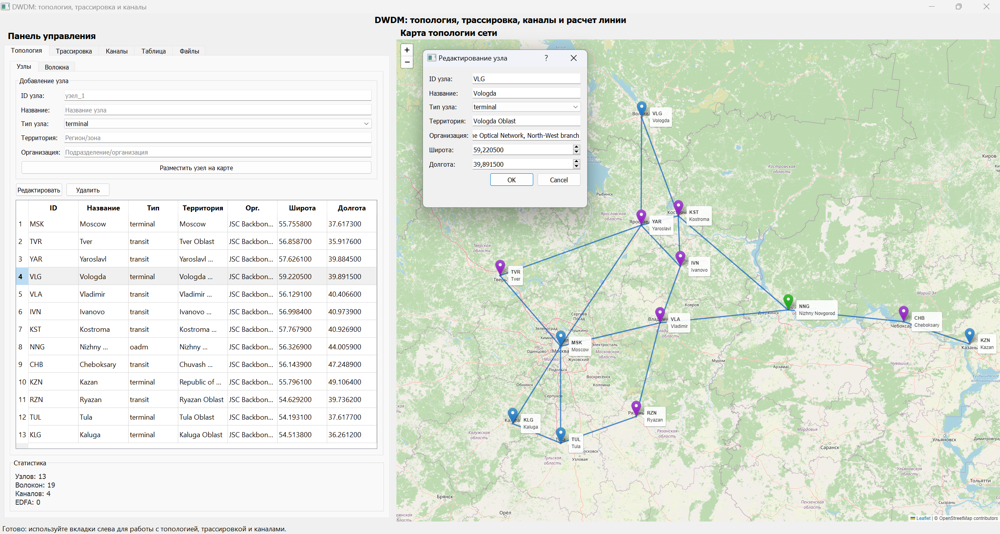 DWDM: топология, трассировка и каналы
DWDM: топология, трассировка, каналы и расчет линии
Панель управления
Топология
Трассировка
Каналы
Таблица
Файлы
Узлы
Волокна
Добавление узла
ID узла:
узел_1
Название:
Название узла
Тип узла:
terminal
Территория:
Регион/зона
Организация:
Подразделение/организация
Разместить узел на карте
Редактировать
Удалить
ID Название Тип Территория Орг. Широта Долгота
1 MSK Moscow terminal Moscow JSC Backbon... 55.755800 37.617300
2 TVR Tver transit Tver Oblast JSC Backbon... 56.858700 35.917600
3 YAR Yaroslavl transit Yaroslavl ... JSC Backbon... 57.626100 39.884500
4 VLG Vologda terminal Vologda ... JSC Backbon... 59.220500 39.891500
5 VLA Vladimir transit Vladimir ... JSC Backbon... 56.129100 40.406600
6 IVN Ivanovo transit Ivanovo ... JSC Backbon... 56.998400 40.973900
7 KST Kostroma transit Kostroma ... JSC Backbon... 57.767900 40.926900
8 NNG Nizhny ... oadm Nizhny ... JSC Backbon... 56.326900 44.005900
9 CHB Cheboksary transit Chuvash ... JSC Backbon... 56.143900 47.248900
10 KZN Kazan terminal Republic of ... JSC Backbon... 55.796100 49.106400
11 RZN Ryazan transit Ryazan Oblast JSC Backbon... 54.629200 39.736200
12 TUL Tula terminal Tula Oblast JSC Backbon... 54.193100 37.617700
13 KLG Kaluga terminal Kaluga Oblast JSC Backbon... 54.513800 36.261200
Статистика
Узлов: 13
Волокон: 19
Каналов: 4
EDFA: 0
Готово: используйте вкладки слева для работы с топологией, трассировкой и каналами.
Карта топологии сети
+
−
Редактирование узла
?
ID узла:
VLG
Название:
Vologda
Тип узла:
terminal
Территория:
Vologda Oblast
Организация:
ne Optical Network, North-West branch
Широта:
59,220500
Долгота:
39,891500
OK
Cancel
Белое
VLG
Vologda
Киров
Костромская
область
Рыбинск
KST
Kostroma
Ярославская
область
YAR
Yaroslavl
Тверская
область
IVN
Ivanovo
TVR
Tver
Тверь
Марий Эл
Ковров
NNG
Nizhny Novgorod
Дзержинск
Сергиев
Посад
VLA
Vladimir
область
CHB
Cheboksary
Зеленоград
Пушкино
Химки
MSK
Moscow
Электросталь
KZN
Kazan
Казань
Одинцово
Москва
Московская
область
Москва
Жуковский
Муром
Чувашия
Арзамас
Подольск
Воскресенск
Куйбышевское
водохранилище
Обнинск
Коломна
Серпухов
RZN
Ryazan
KLG
Kaluga
Калужская
область
Рязанская
область
Мордовия
TUL
Tula
Ульяновск
Димитровгра
Саранск
Узловая
Тульская
область
Ульяновская
область
Тольятти
Брянск
Пензенская
область
Сызрань
Орёл
Leaflet | © OpenStreetMap contributors